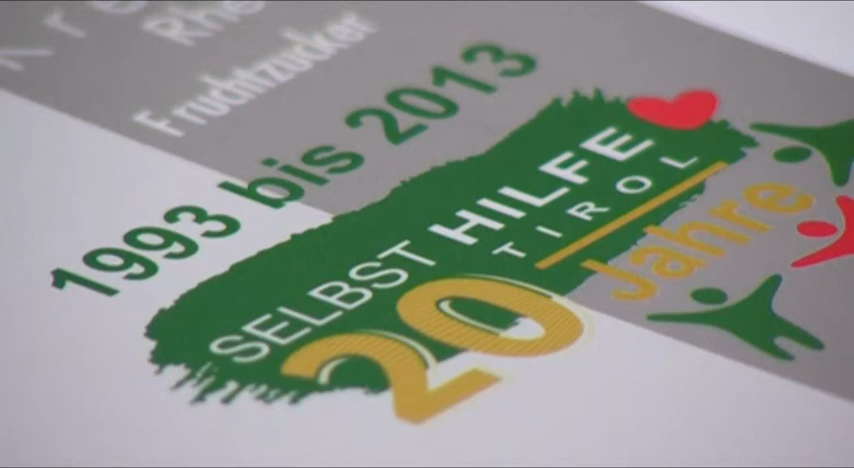 Rhe
Fruchtzucker
1993 bis 2013
SELBST HILFE
TIROL
20 Jahre